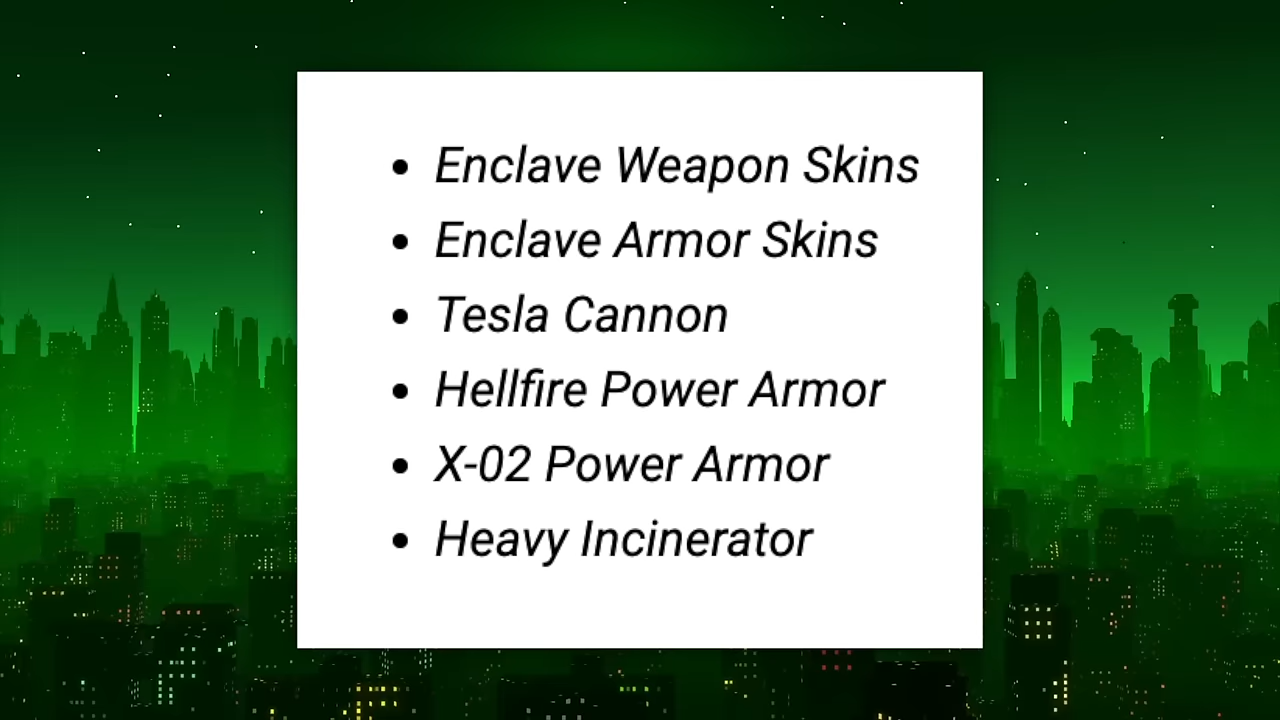 • Enclave Weapon Skins
• Enclave Armor Skins
• Tesla Cannon
• Hellfire Power Armor
• X-02 Power Armor
• Heavy Incinerator